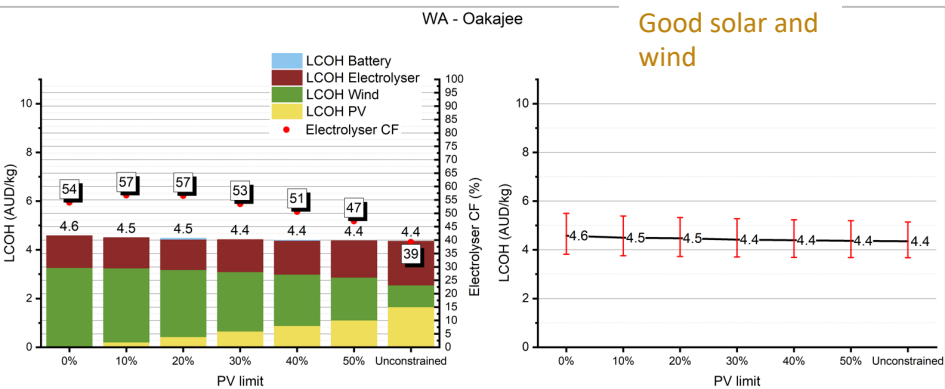 WA - Oakajee
Good solar and
wind
LCOH Battery
LCOH Electrolyser
LCOH Wind
LCOH PV
Electrolyser CF
LCOH (AUD/kg)
10
8
6
4
2
0
54
57
57
53
51
47
39
4.6
4.5
4.5
4.4
4.4
4.4
4.4
100
95
90
85
80
75
70
65
60
55
50
45
40
35
30
25
20
15
10
5
0
Electrolyser CF (%)
0% 10% 20% 30% 40% 50% Unconstrained
PV limit
LCOH (AUD/kg)
10
8
6
4
2
0
4.6 4.5 4.5 4.4 4.4 4.4 4.4
0% 10% 20% 30% 40% 50% Unconstrained
PV limit